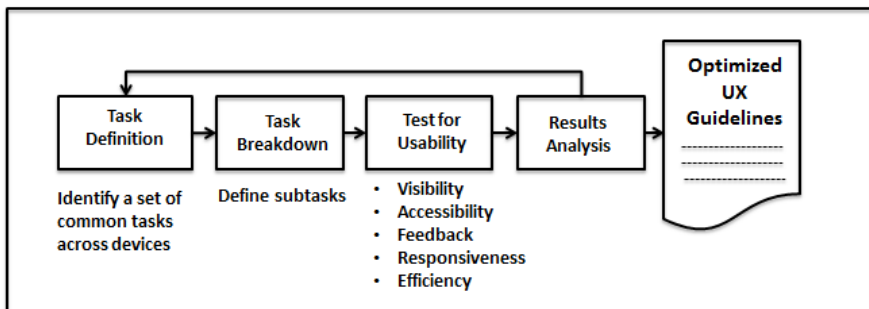 Task
Definition
Identify a set of
common tasks
across devices
Task
Breakdown
Define subtasks
Test for
Usability
• Visibility
• Accessibility
• Feedback
• Responsiveness
• Efficiency
Results
Analysis
Optimized
UX
Guidelines